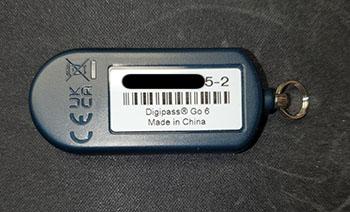 5-2
Digipass® Go 6
Made in China
CE UK
CA